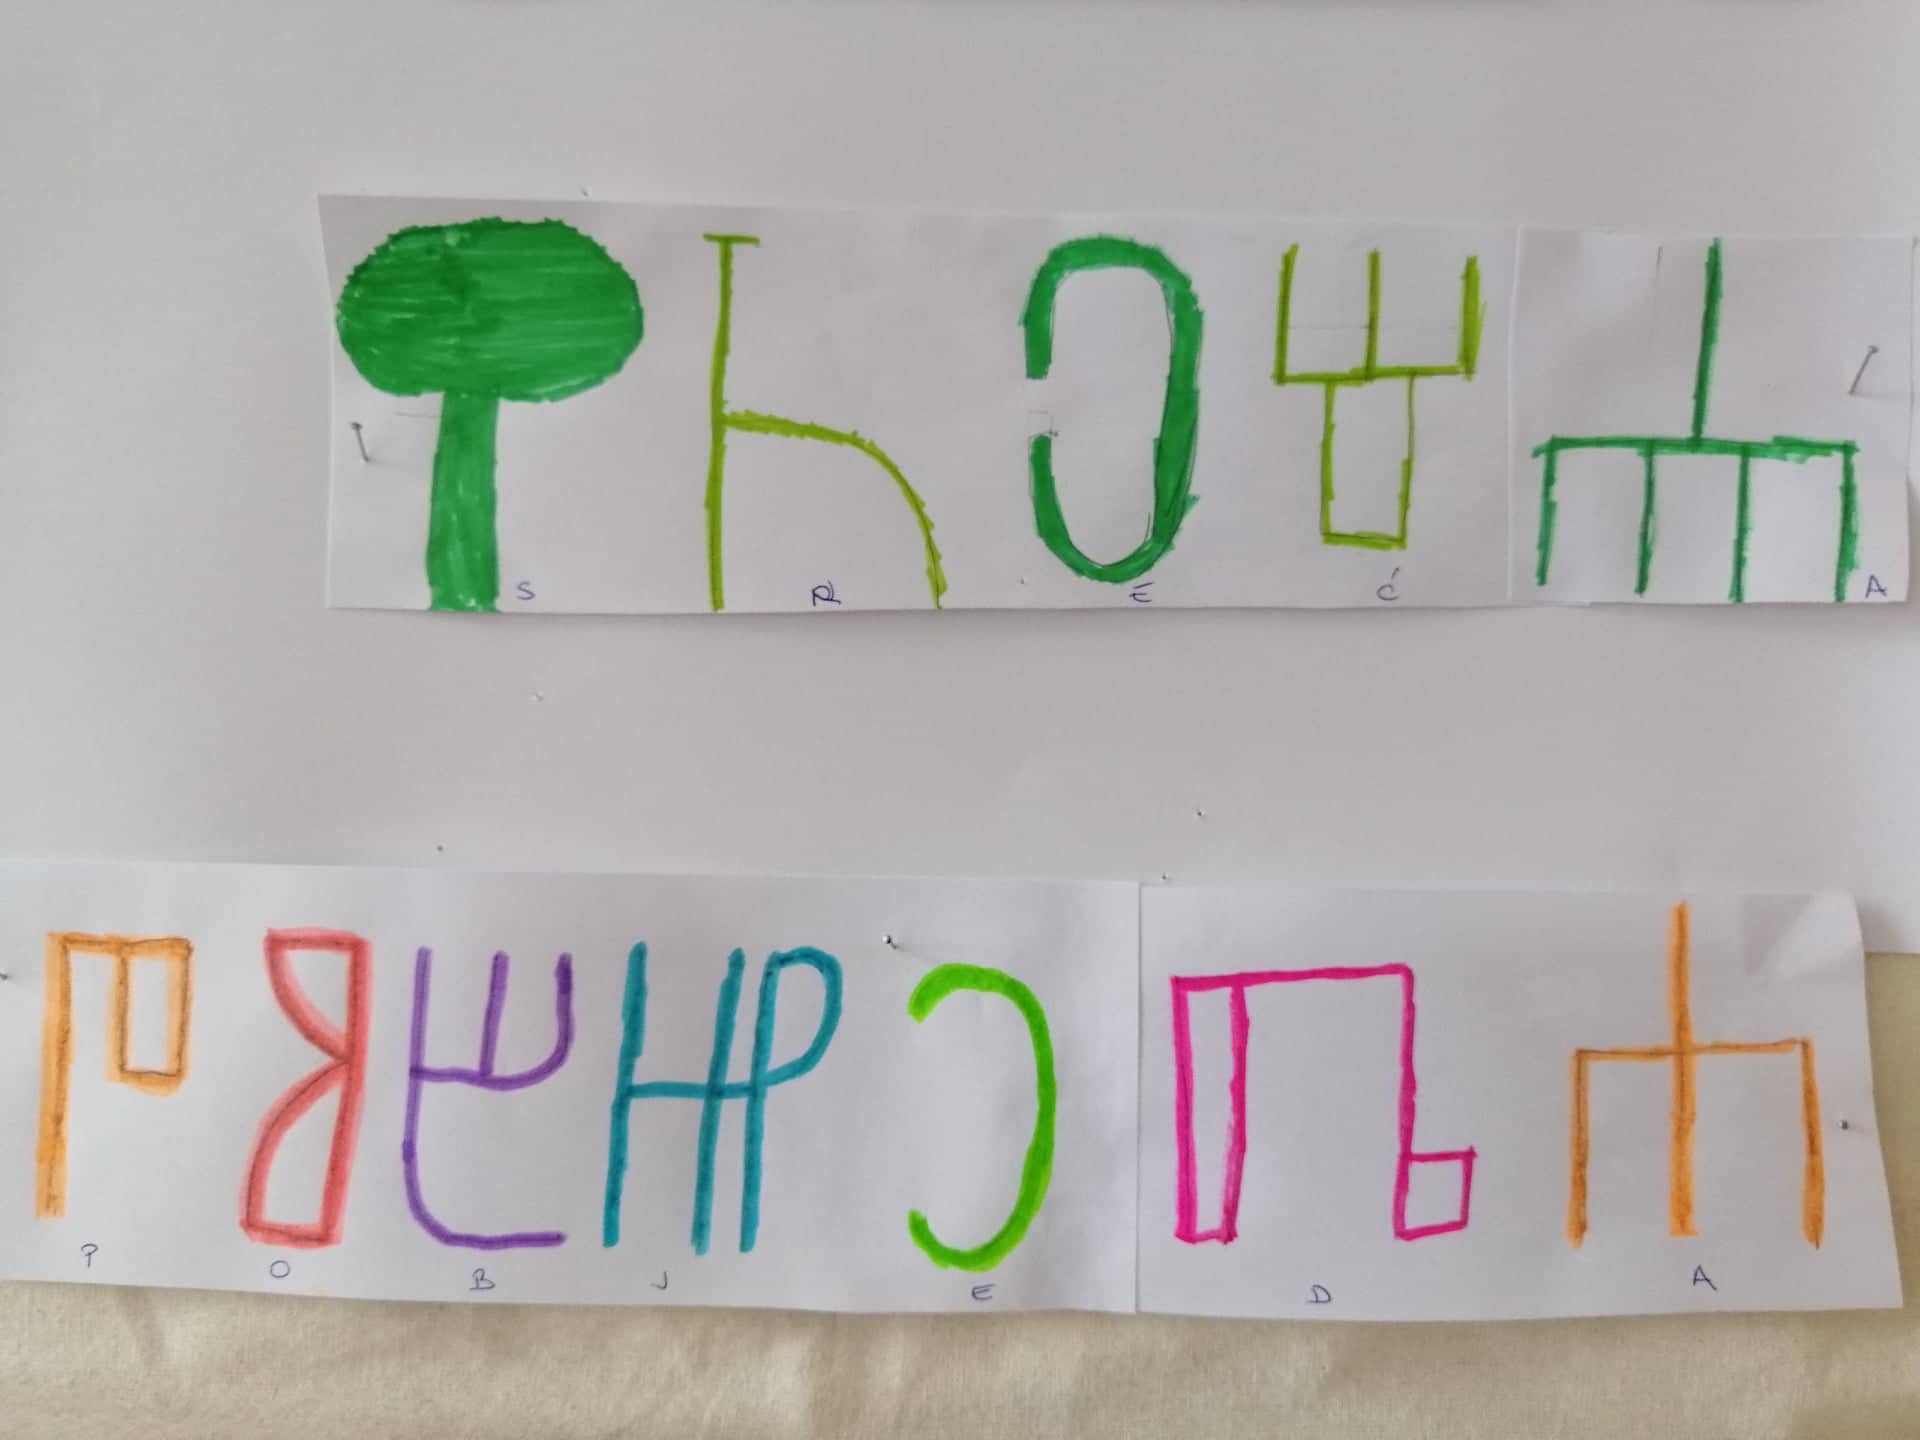 ⰔⰓⰅⰛⰀ
S R E Ć A
ⰒⰑⰁⰌⰅⰄⰀ
P O B J E D A